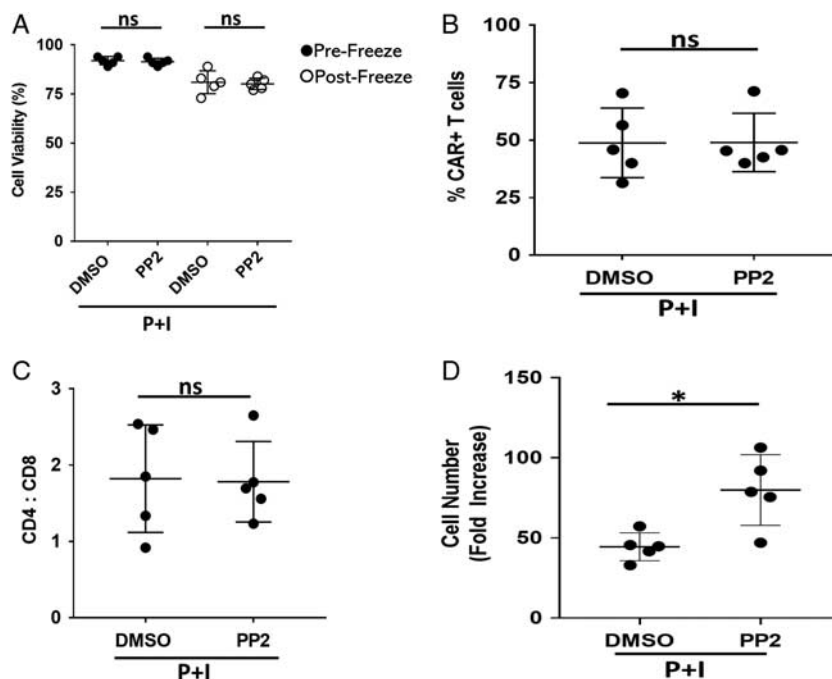 A
ns
ns
Cell Viability (%)
100
75
50
25
0
DMSO
PP2
DMSO
PP2
P+I
Pre-Freeze
Post-Freeze
B
ns
% CAR+ T cells
100
75
50
25
0
DMSO
PP2
P+I
C
ns
CD4 : CD8
3
2
1
0
DMSO
PP2
P+I
D
*
Cell Number
(Fold Increase)
150
100
50
0
DMSO
PP2
P+I